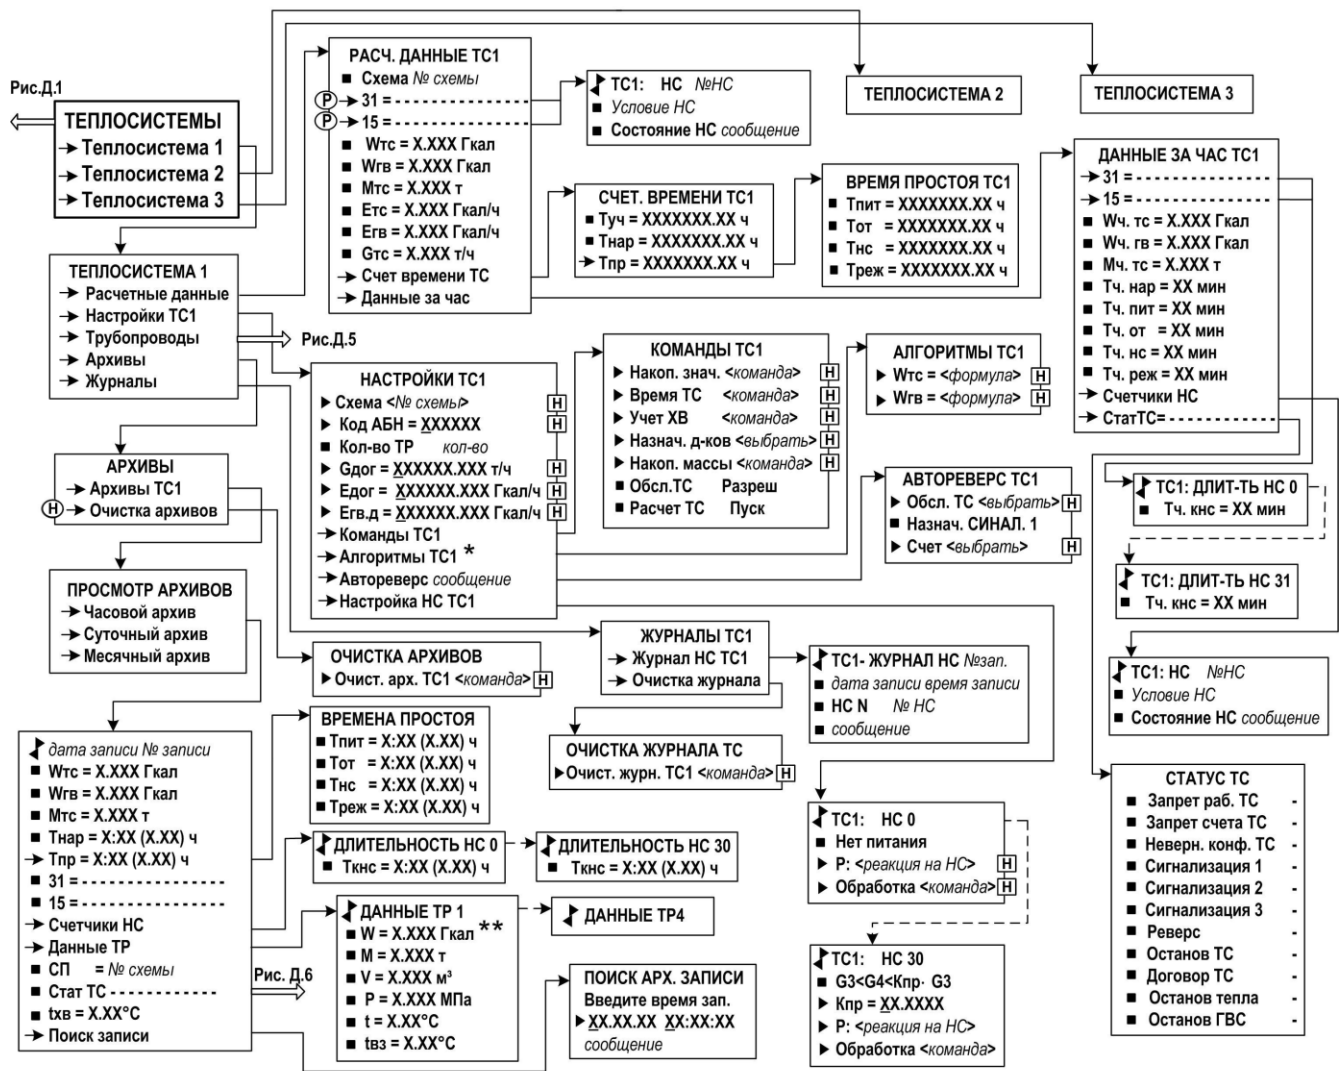 Рис.Д.1
ТЕПЛОСИСТЕМЫ
Теплосистема 1
Теплосистема 2
Теплосистема 3
РАСЧ. ДАННЫЕ ТС1
Схема № схемы
Р 31 = - - - - - - - - - - - - - - -
Р 15 = - - - - - - - - - - - - - - -
Wтс = X.XXX Гкал
Wгв = X.XXX Гкал
Mтс = X.XXX т
Eтс = X.XXX Гкал/ч
Eгв = X.XXX Гкал/ч
Gтс = X.XXX т/ч
Счет времени ТС
Данные за час
ТС1: НС №НС
Условие НС
Состояние НС сообщение
ТЕПЛОСИСТЕМА 2
ТЕПЛОСИСТЕМА 3
СЧЕТ. ВРЕМЕНИ ТС1
Туч = XXXXXXX.XX ч
Тнар = XXXXXXX.XX ч
Тпр = XXXXXXX.XX ч
ВРЕМЯ ПРОСТОЯ ТС1
Тпит = XXXXXXX.XX ч
Тот = XXXXXXX.XX ч
Тнс = XXXXXXX.XX ч
Треж = XXXXXXX.XX ч
ДАННЫЕ ЗА ЧАС ТС1
31 = - - - - - - - - - - - - - - -
15 = - - - - - - - - - - - - - - -
Wч. тс = X.XXX Гкал
Wч. гв = X.XXX Гкал
Мч. тс = X.XXX т
Тч. нар = XX мин
Тч. пит = XX мин
Тч. от = XX мин
Тч. нс = XX мин
Тч. реж = XX мин
Счетчики НС
СтатТС= - - - - - - - - - - -
ТЕПЛОСИСТЕМА 1
Расчетные данные
Настройки ТС1
Трубопроводы
Архивы
Журналы
Рис.Д.5
НАСТРОЙКИ ТС1
Схема <№ схемы> Н
Код АБН = XXXXXX Н
Кол-во ТР кол-во
Gдог = XXXXXX.XXX т/ч Н
Eдог = XXXXXX.XXX Гкал/ч Н
Eгв.д = XXXXXX.XXX Гкал/ч Н
Команды ТС1
Алгоритмы ТС1 *
Автореверс сообщение
Настройка НС ТС1
КОМАНДЫ ТС1
Накоп. знач. <команда> Н
Время ТС <команда> Н
Учет ХВ <команда> Н
Назнач. д-ков <выбрать> Н
Накоп. массы <команда> Н
Обсл.ТС Разреш
Расчет ТС Пуск
АЛГОРИТМЫ ТС1
Wтс = <формула> Н
Wгв = <формула> Н
АВТОРЕВЕРС ТС1
Обсл. ТС <выбрать> Н
Назнач. СИНАЛ. 1
Счет <выбрать> Н
ТС1: ДЛИТ-ТЬ НС 0
Тч. кнс = XX мин
ТС1: ДЛИТ-ТЬ НС 31
Тч. кнс = XX мин
ТС1: НС №НС
Условие НС
Состояние НС сообщение
АРХИВЫ
Архивы ТС1
Н Очистка архивов
ПРОСМОТР АРХИВОВ
Часовой архив
Суточный архив
Месячный архив
ОЧИСТКА АРХИВОВ
Очист. арх. ТС1 <команда> Н
ЖУРНАЛЫ ТС1
Журнал НС ТС1
Очистка журнала
ТС1- ЖУРНАЛ НС №зап.
дата записи время записи
НС N № НС
сообщение
ОЧИСТКА ЖУРНАЛА ТС
Очист. журн. ТС1 <команда> Н
дата записи № записи
Wтс = X.XXX Гкал
Wгв = X.XXX Гкал
Mтс = X.XXX т
Тнар = X:XX (X.XX) ч
Тпр = X:XX (X.XX) ч
31 = - - - - - - - - - - - - - - -
15 = - - - - - - - - - - - - - - -
Счетчики НС
Данные ТР
СП = № схемы
Стат ТС - - - - - - - - - - - - -
tхв = X.XX°C
Поиск записи
Рис. Д.6
ВРЕМЕНА ПРОСТОЯ
Тпит = X:XX (X.XX) ч
Тот = X:XX (X.XX) ч
Тнс = X:XX (X.XX) ч
Треж = X:XX (X.XX) ч
ДЛИТЕЛЬНОСТЬ НС 0
Ткнс = X:XX (X.XX) ч
ДЛИТЕЛЬНОСТЬ НС 30
Ткнс = X:XX (X.XX) ч
ДАННЫЕ ТР 1
W = X.XXX Гкал **
M = X.XXX т
V = X.XXX м³
P = X.XXX МПа
t = X.XX°C
tвз = X.XX°C
ДАННЫЕ ТР4
ПОИСК АРХ. ЗАПИСИ
Введите время зап.
XX.XX.XX XX:XX:XX
сообщение
ТС1: НС 0
Нет питания
Р: <реакция на НС> Н
Обработка <команда> Н
ТС1: НС 30
G3<G4<Kпр· G3
Kпр = XX.XXXX
Р: <реакция на НС>
Обработка <команда>
СТАТУС ТС
Запрет раб. ТС -
Запрет счета ТС -
Неверн. конф. ТС -
Сигнализация 1 -
Сигнализация 2 -
Сигнализация 3 -
Реверс -
Останов ТС -
Договор ТС -
Останов тепла -
Останов ГВС -